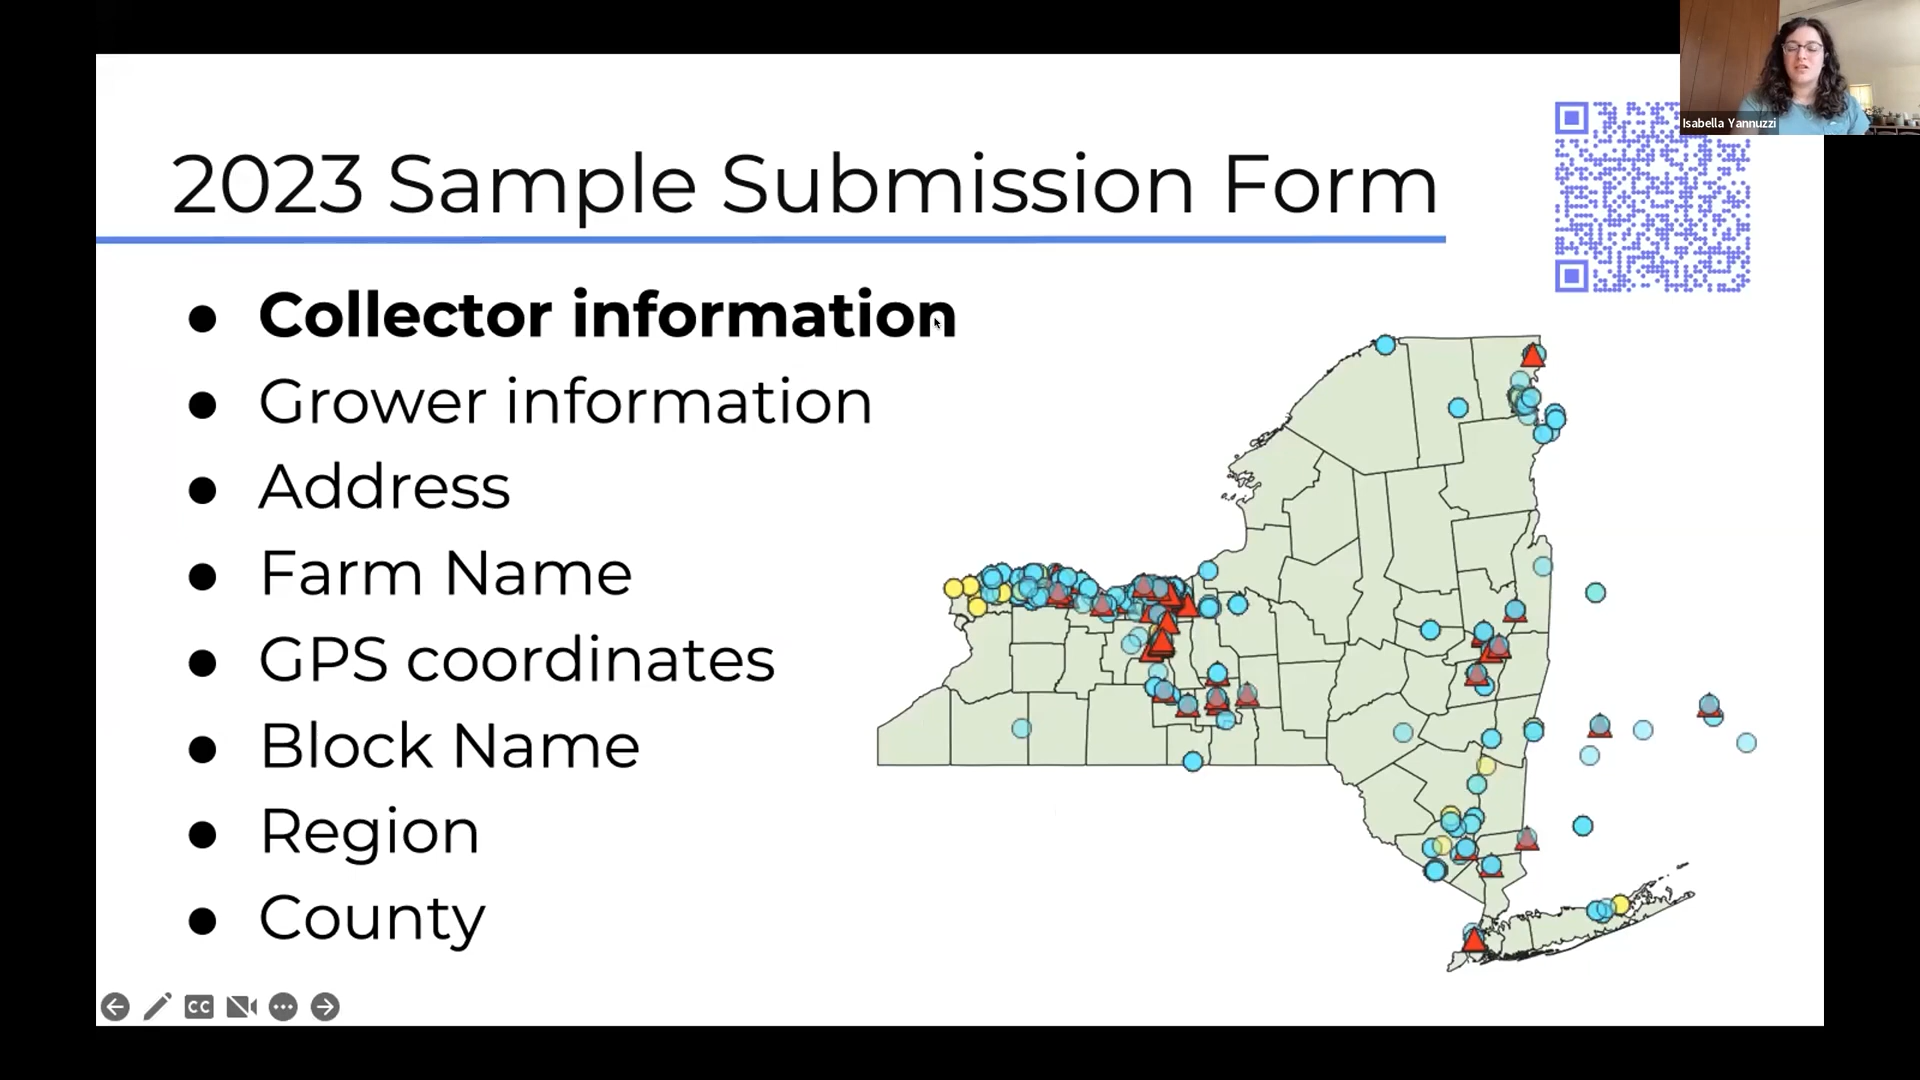 Isabella Yannuzzi
2023 Sample Submission Form
Collector information
Grower information
Address
Farm Name
GPS coordinates
Block Name
Region
County
CC